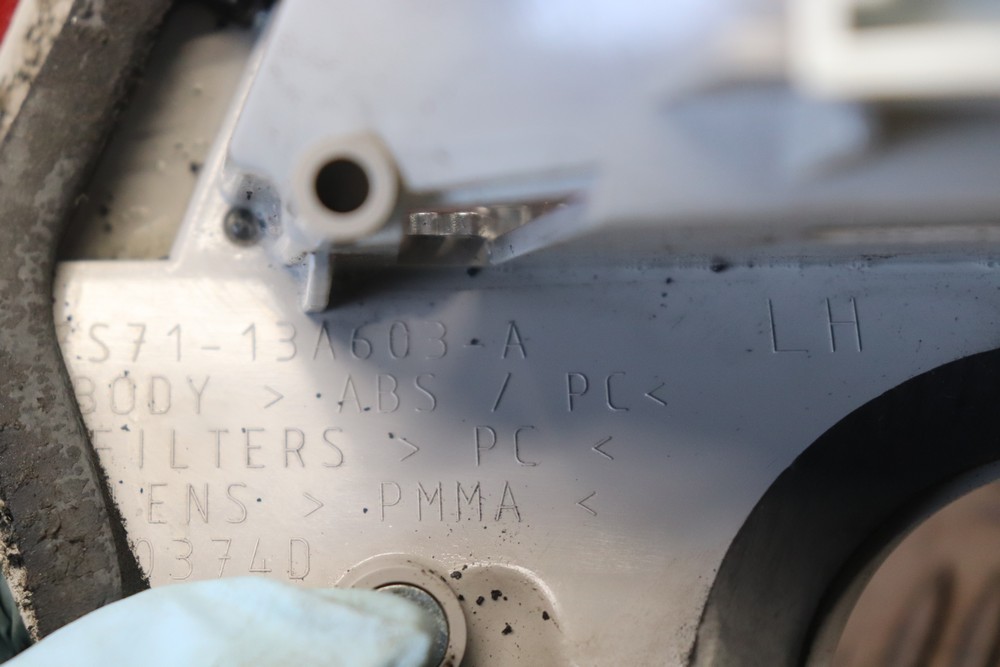 S71-13A603-A LH
BODY > ABS / PC<
FILTERS > PC <
LENS > PMMA <
0374D